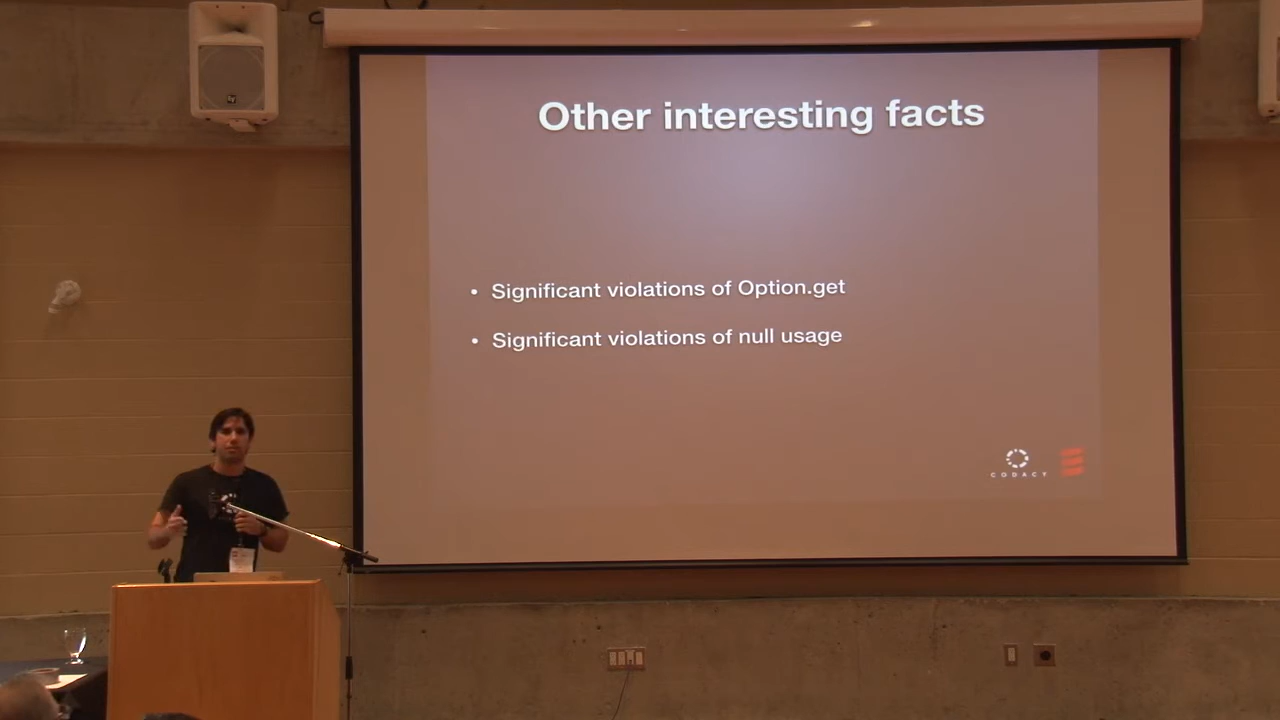 Other interesting facts
• Significant violations of Option.get
• Significant violations of null usage
CODACY